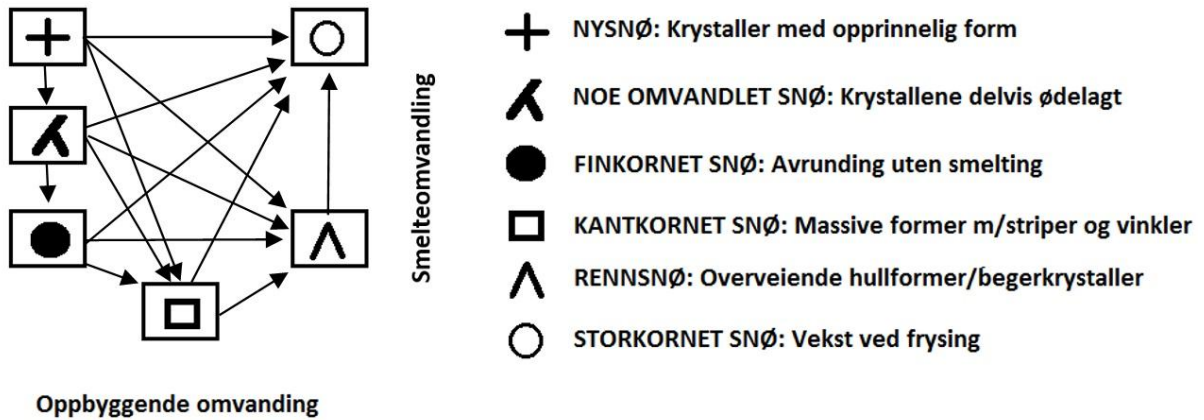 NYSNØ: Krystaller med opprinnelig form
NOE OMVANDLET SNØ: Krystallene delvis ødelagt
FINKORNET SNØ: Avrunding uten smelting
KANTKORNET SNØ: Massive former m/striper og vinkler
RENNSNØ: Overveiende hullformer/begerkrystaller
STORKORNET SNØ: Vekst ved frysing
Smelteomvanding
Oppbyggende omvanding